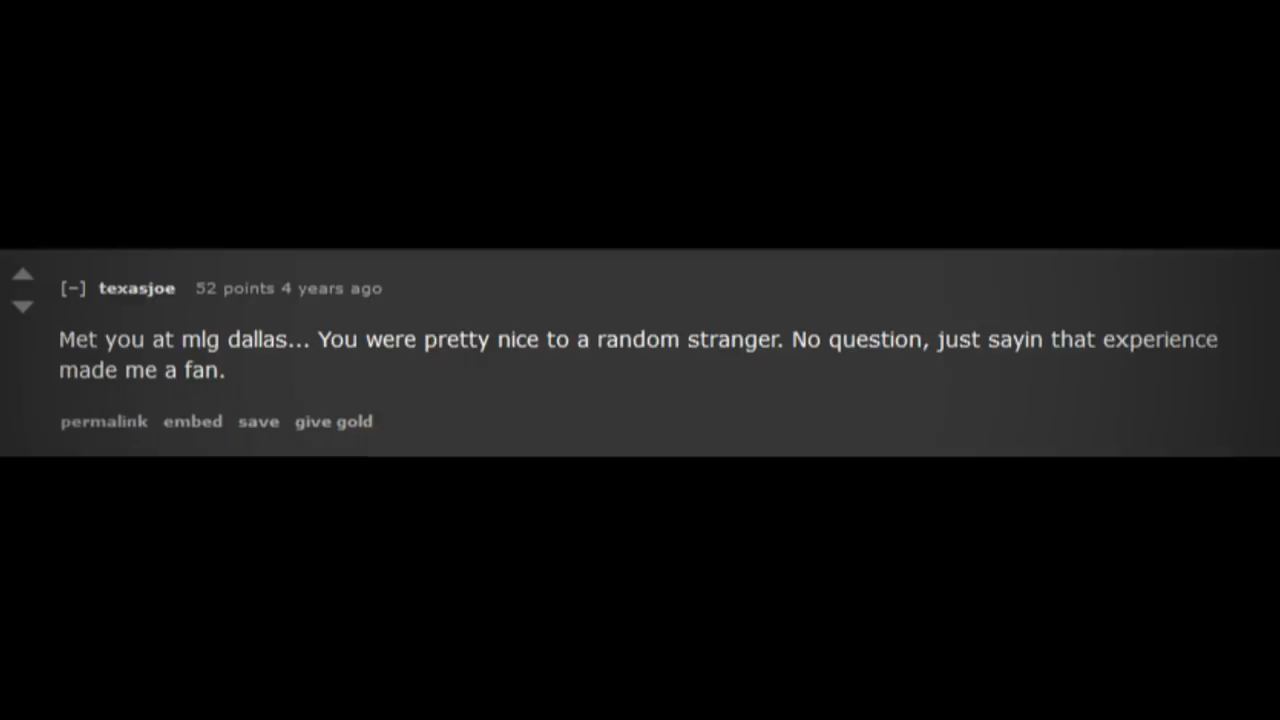 [-] texasjoe 52 points 4 years ago
Met you at mlg dallas... You were pretty nice to a random stranger. No question, just sayin that experience
made me a fan.
permalink embed save give gold